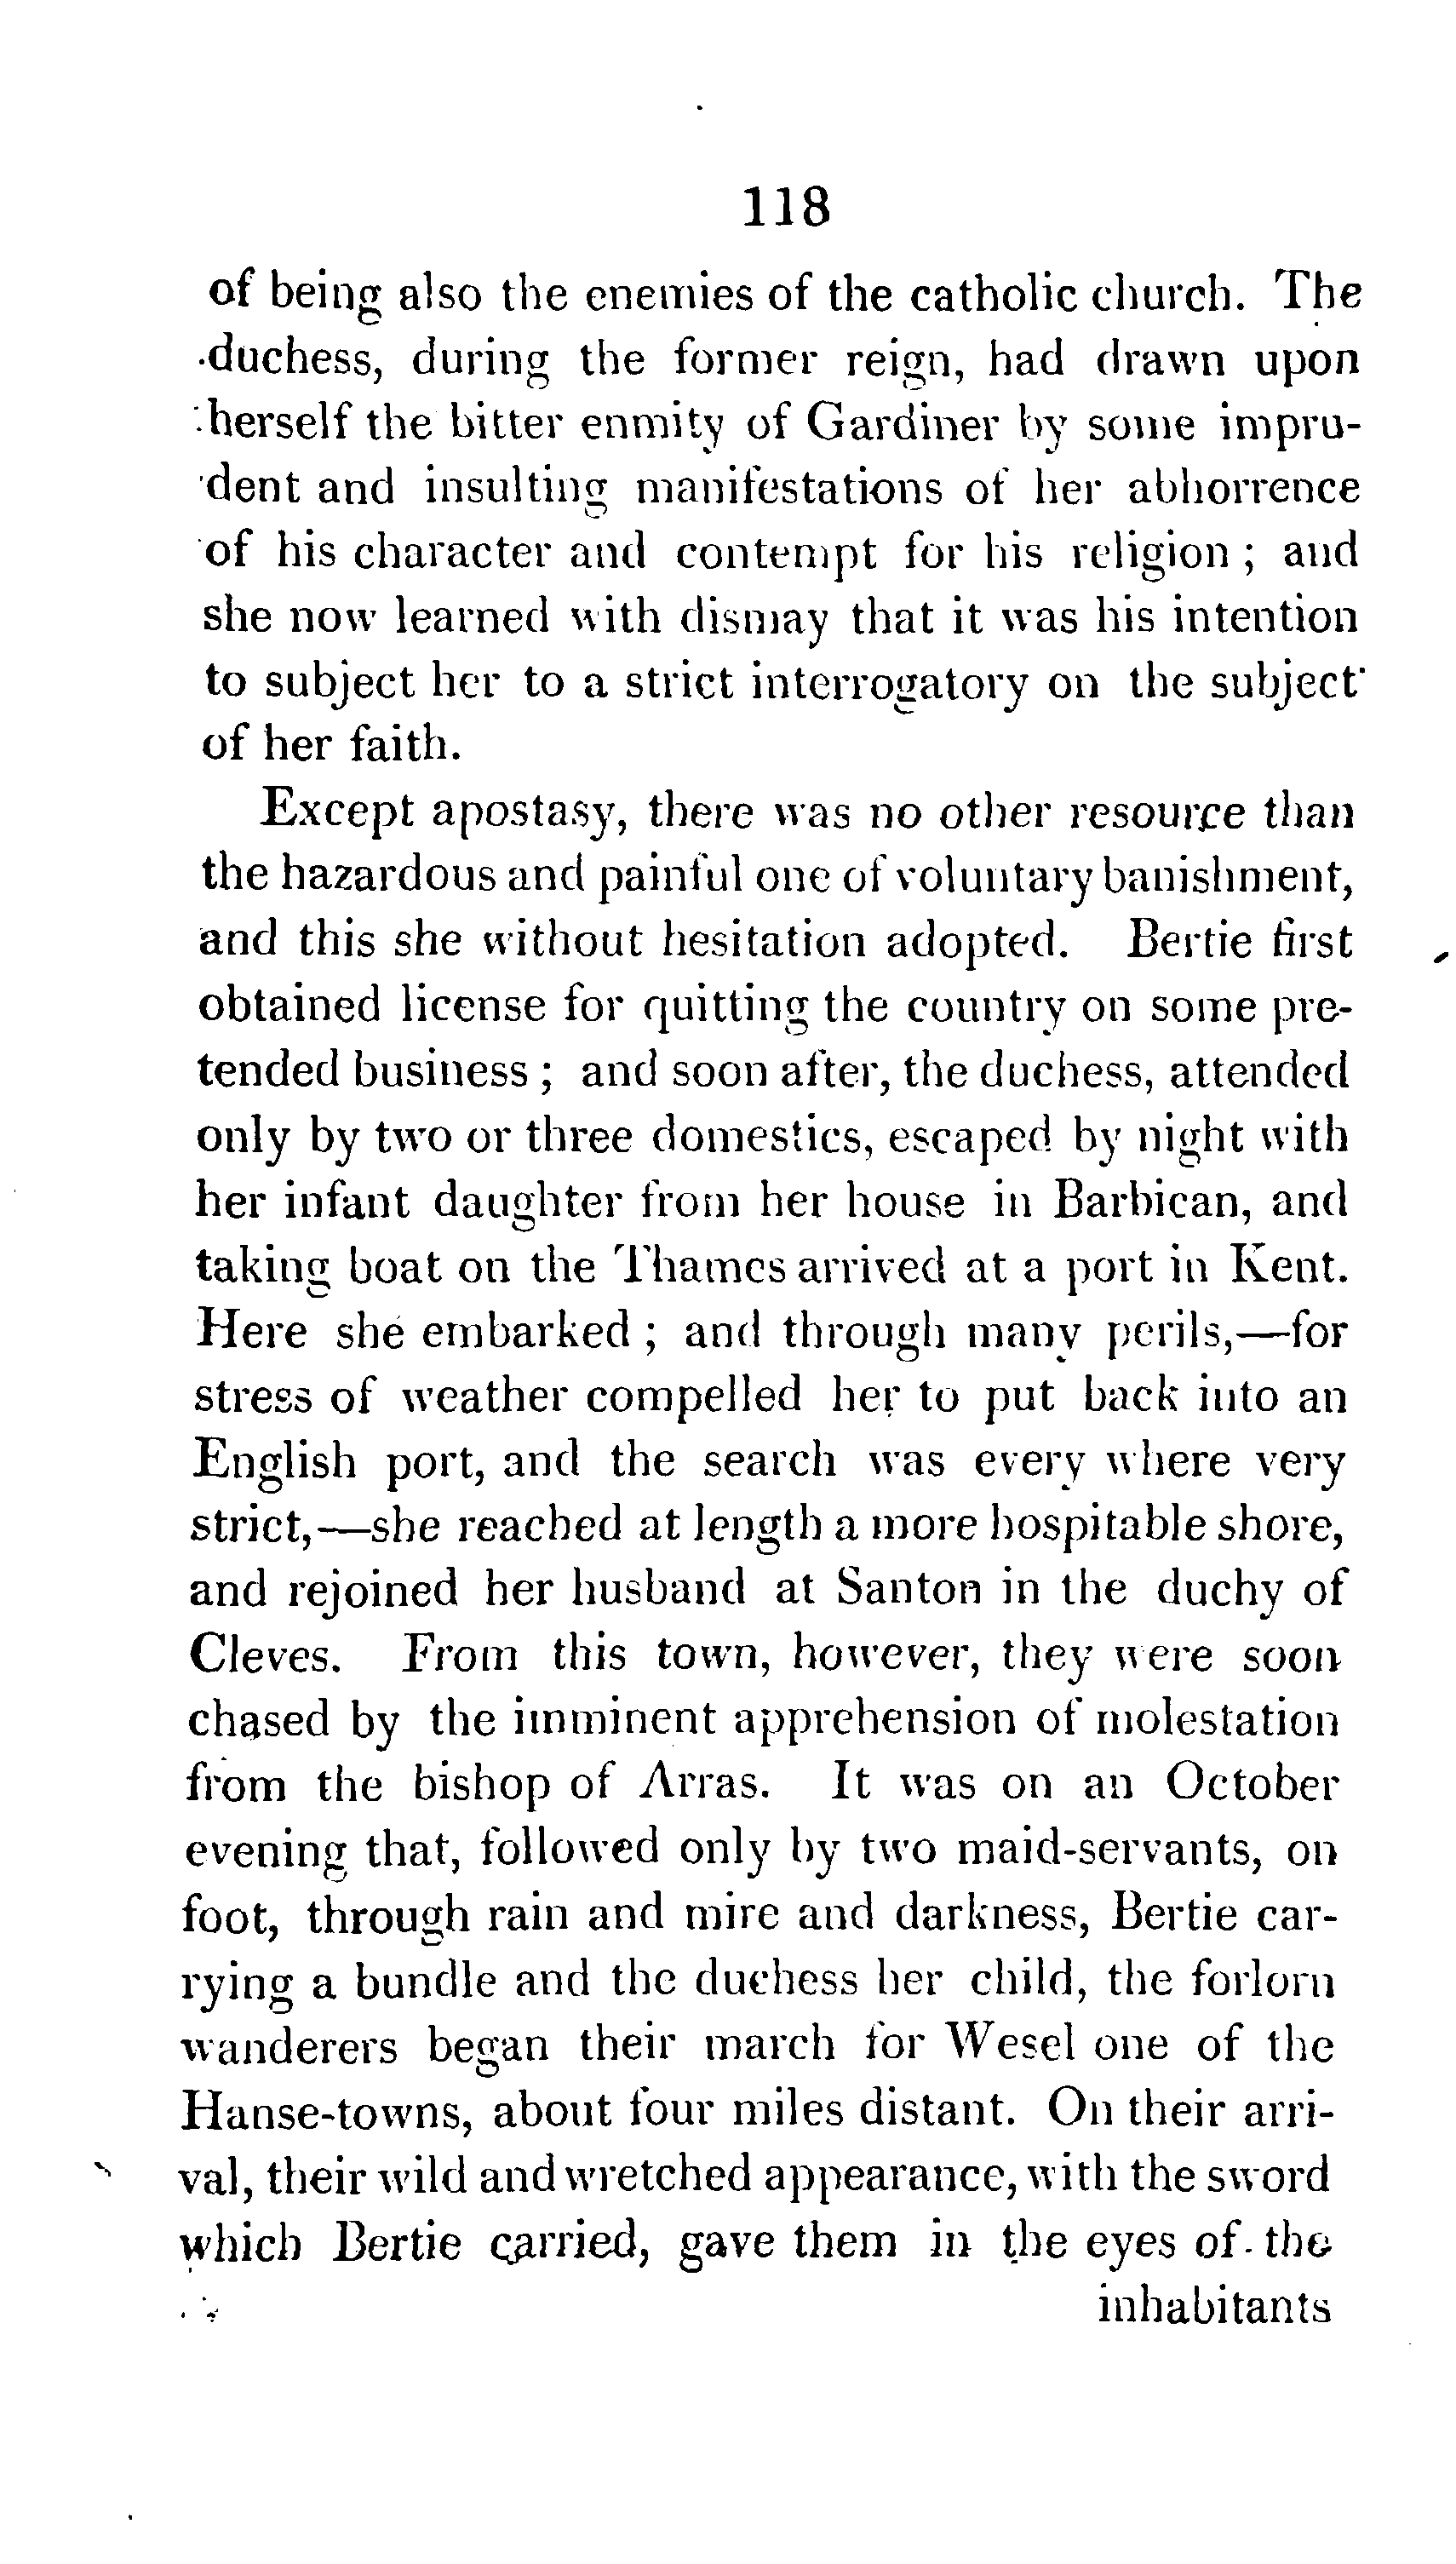 118
of being also the enemies of the catholic church. The
duchess, during the former reign, had drawn upon
herself the bitter enmity of Gardiner by some impru-
dent and insulting manifestations of her abhorrence
of his character and contempt for his religion ; and
she now learned with dismay that it was his intention
to subject her to a strict interrogatory on the subject
of her faith.
Except apostasy, there was no other resource than
the hazardous and painful one of voluntary banishment,
and this she without hesitation adopted. Bertie first
obtained license for quitting the country on some pre-
tended business ; and soon after, the duchess, attended
only by two or three domestics, escaped by night with
her infant daughter from her house in Barbican, and
taking boat on the Thames arrived at a port in Kent.
Here she embarked ; and through many perils,—for
stress of weather compelled her to put back into an
English port, and the search was every where very
strict,—she reached at length a more hospitable shore,
and rejoined her husband at Santon in the duchy of
Cleves. From this town, however, they were soon
chased by the imminent apprehension of molestation
from the bishop of Arras. It was on an October
evening that, followed only by two maid-servants, on
foot, through rain and mire and darkness, Bertie car-
rying a bundle and the duchess her child, the forlorn
wanderers began their march for Wesel one of the
Hanse-towns, about four miles distant. On their arri-
val, their wild and wretched appearance, with the sword
which Bertie carried, gave them in the eyes of the
inhabitants